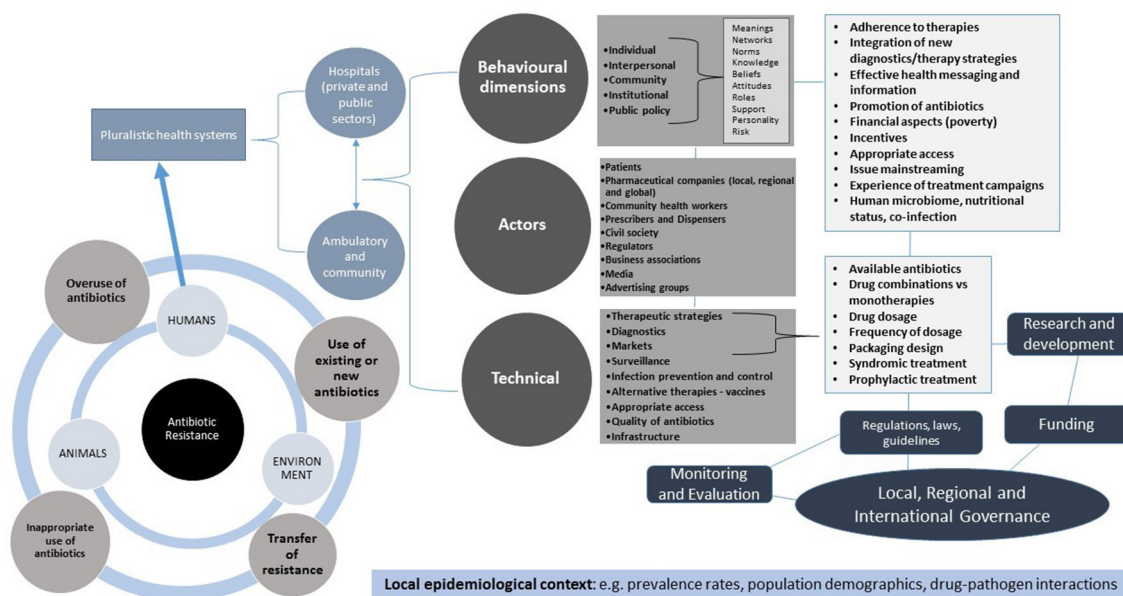 Pluralistic health systems
Hospitals
(private and
public
sectors)
Ambulatory
and
community
Overuse of
antibiotics
HUMANS
Use of
existing or
new
antibiotics
Antibiotic
Resistance
ANIMALS
ENVIRON
MENT
Inappropriate
use of
antibiotics
Transfer
of
resistance
Behavioural
dimensions
•Individual
•Interpersonal
•Community
•Institutional
•Public policy
Meanings
Networks
Norms
Knowledge
Beliefs
Attitudes
Roles
Support
Personality
Risk
• Adherence to therapies
• Integration of new
diagnostics/therapy strategies
• Effective health messaging and
information
• Promotion of antibiotics
• Financial aspects (poverty)
• Incentives
• Appropriate access
• Issue mainstreaming
• Experience of treatment campaigns
• Human microbiome, nutritional
status, co-infection
Actors
•Patients
•Pharmaceutical companies (local, regional
and global)
•Community health workers
•Prescribers and Dispensers
•Civil society
•Regulators
•Business associations
•Media
•Advertising groups
Technical
•Therapeutic strategies
•Diagnostics
•Markets
•Surveillance
•Infection prevention and control
•Alternative therapies - vaccines
•Appropriate access
•Quality of antibiotics
•Infrastructure
• Available antibiotics
• Drug combinations vs
monotherapies
• Drug dosage
• Frequency of dosage
• Packaging design
• Syndromic treatment
• Prophylactic treatment
Research and
development
Funding
Regulations, laws,
guidelines
Monitoring
and Evaluation
Local, Regional and
International Governance
Local epidemiological context: e.g. prevalence rates, population demographics, drug-pathogen interactions